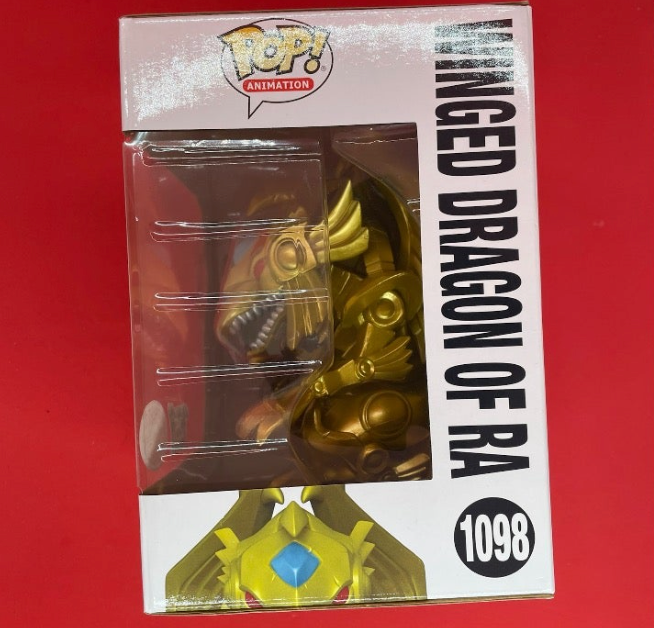 POP!
ANIMATION
WINGED DRAGON OF RA
1098